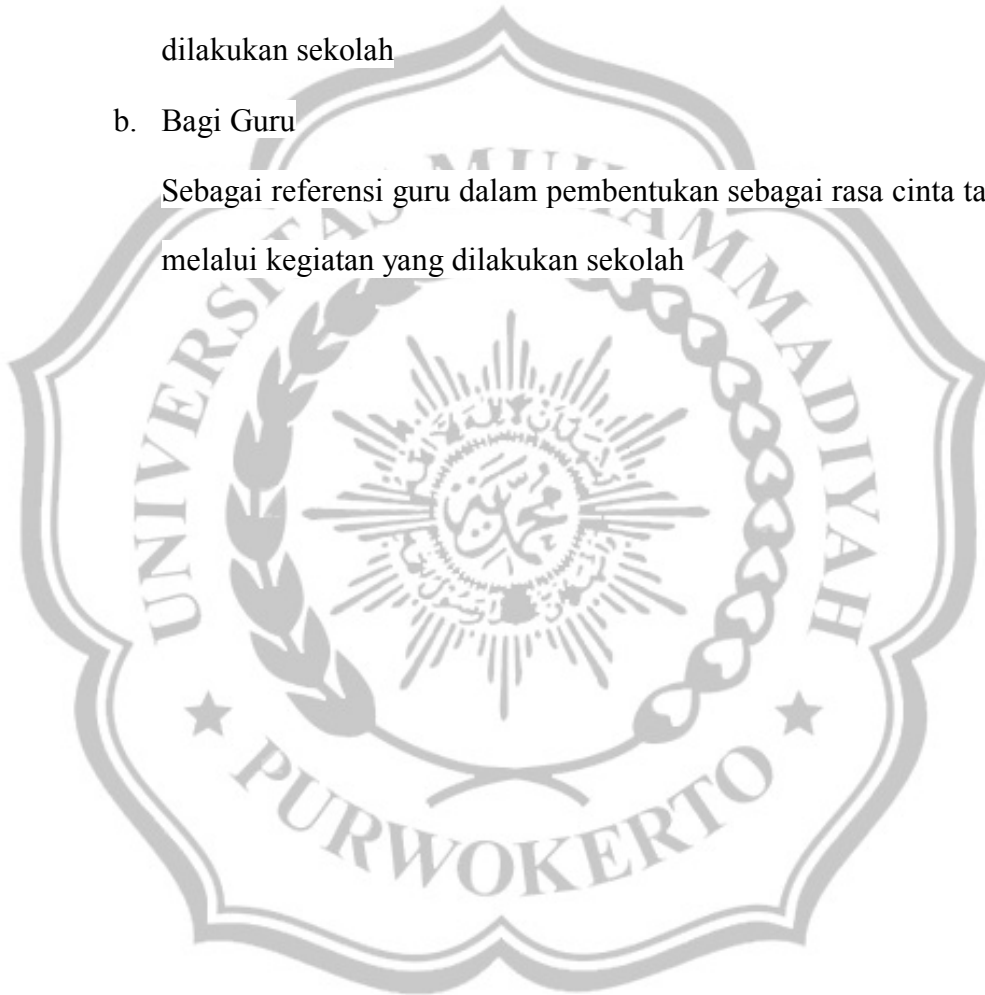 dilakukan sekolah
b. Bagi Guru
Sebagai referensi guru dalam pembentukan sebagai rasa cinta ta
melalui kegiatan yang dilakukan sekolah
UNIVERSITAS MUHAMMADIYAH
PURWOKERTO